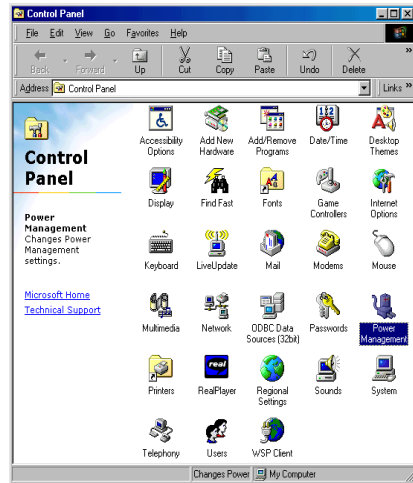 Control Panel
File Edit View Go Favorites Help
Back Forward Up Cut Copy Paste Undo Delete »
Address Control Panel Links »
Control
Panel
Power
Management
Changes Power
Management
settings.
Microsoft Home
Technical Support
Accessibility
Options
Add New
Hardware
Add/Remove
Programs
Date/Time
Desktop
Themes
Display
Find Fast
Fonts
Game
Controllers
Internet
Options
Keyboard
LiveUpdate
Mail
Modems
Mouse
Multimedia
Network
ODBC Data
Sources (32bit)
Passwords
Power
Management
Printers
real
RealPlayer
Regional
Settings
Sounds
System
Telephony
Users
WSP Client
Changes Power My Computer